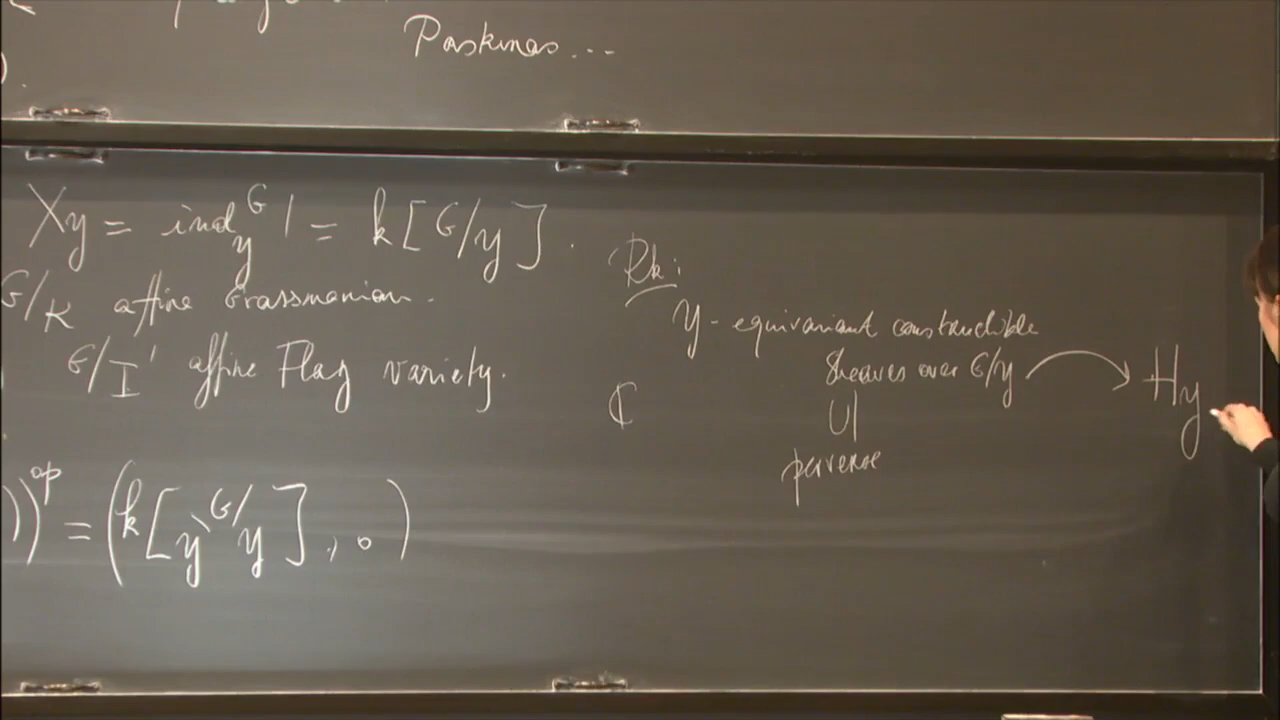 Paskunas...
Xy = ind_y^G 1 = k[G/y].
G/K affine Grassmanian.
G/I' affine Flag variety.
))^op = (k[y\G/y], ∘)
Rk:
y-equivariant constructible
sheaves over G/y → Hy
ℂ
U|
perverse